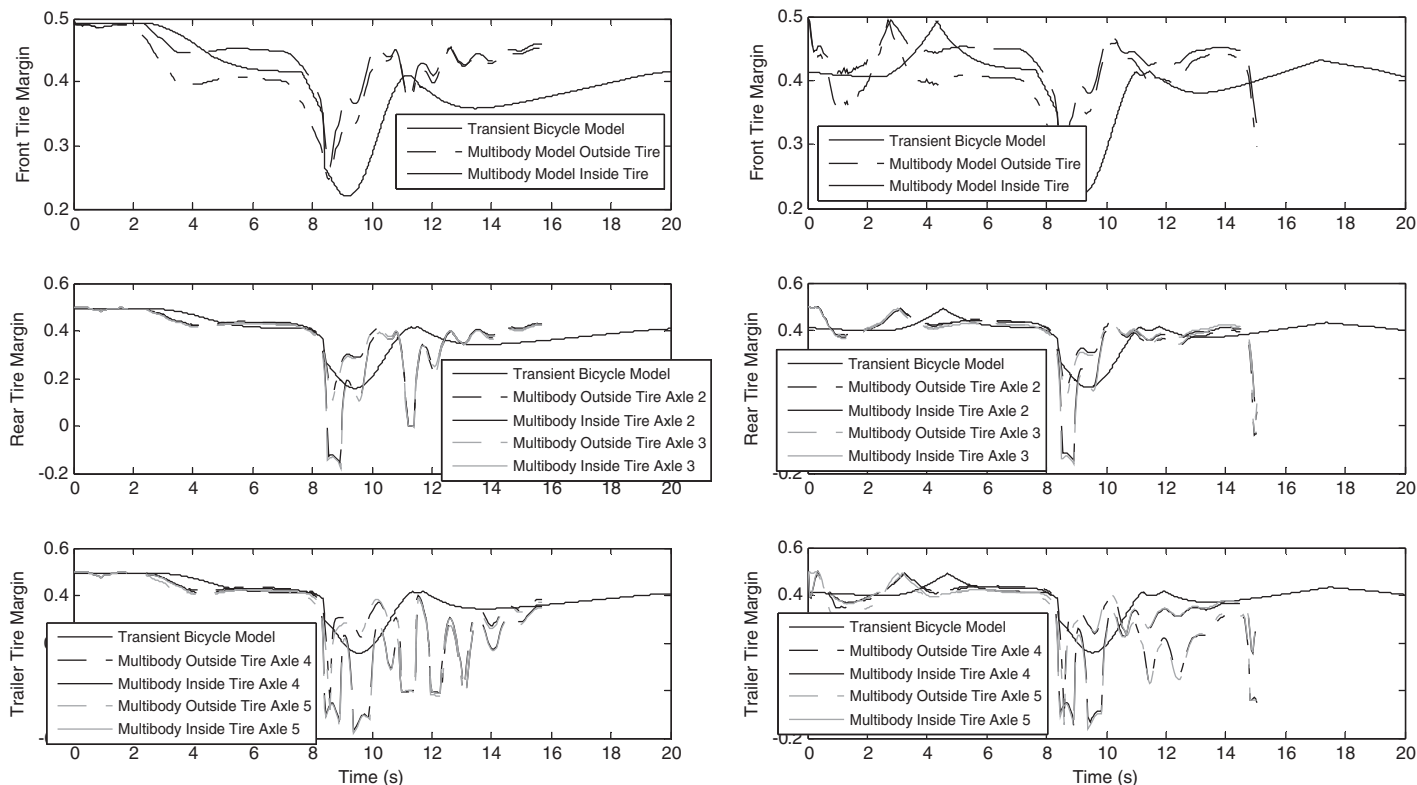 0.5
0.4
0.3
0.2
Front Tire Margin
Transient Bicycle Model
Multibody Model Outside Tire
Multibody Model Inside Tire
0 2 4 6 8 10 12 14 16 18 20
0.5
0.4
0.3
0.2
Front Tire Margin
Transient Bicycle Model
Multibody Model Outside Tire
Multibody Model Inside Tire
0 2 4 6 8 10 12 14 16 18 20
0.6
0.4
0.2
0
-0.2
Rear Tire Margin
Transient Bicycle Model
Multibody Outside Tire Axle 2
Multibody Inside Tire Axle 2
Multibody Outside Tire Axle 3
Multibody Inside Tire Axle 3
0 2 4 6 8 10 12 14 16 18 20
0.6
0.4
-0.2
Rear Tire Margin
Transient Bicycle Model
Multibody Outside Tire Axle 2
Multibody Inside Tire Axle 2
Multibody Outside Tire Axle 3
Multibody Inside Tire Axle 3
0 2 4 6 8 10 12 14 16 18 20
0.6
0.4
Trailer Tire Margin
Transient Bicycle Model
Multibody Outside Tire Axle 4
Multibody Inside Tire Axle 4
Multibody Outside Tire Axle 5
Multibody Inside Tire Axle 5
0 2 4 6 8 10 12 14 16 18 20
Time (s)
0.6
0.4
-0.2
Trailer Tire Margin
Transient Bicycle Model
Multibody Outside Tire Axle 4
Multibody Inside Tire Axle 4
Multibody Outside Tire Axle 5
Multibody Inside Tire Axle 5
0 2 4 6 8 10 12 14 16 18 20
Time (s)